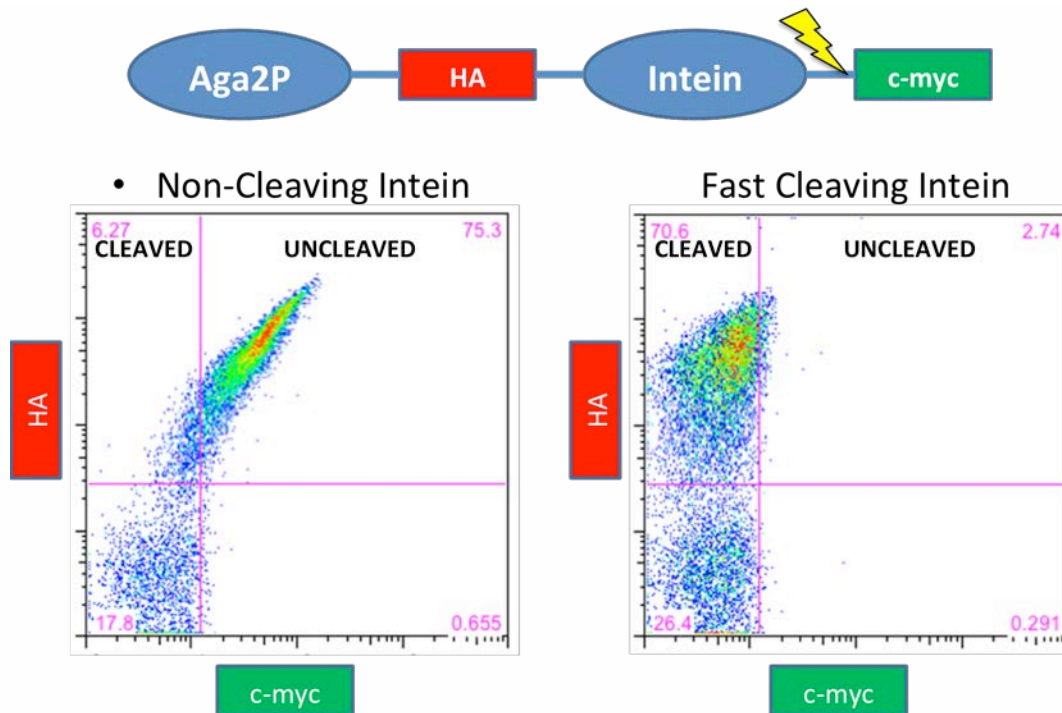 Aga2P HA Intein c-myc
• Non-Cleaving Intein Fast Cleaving Intein
6.27 75.3 70.6 2.74
CLEAVED UNCLEAVED CLEAVED UNCLEAVED
HA HA
17.8 0.655 26.4 0.291
c-myc c-myc